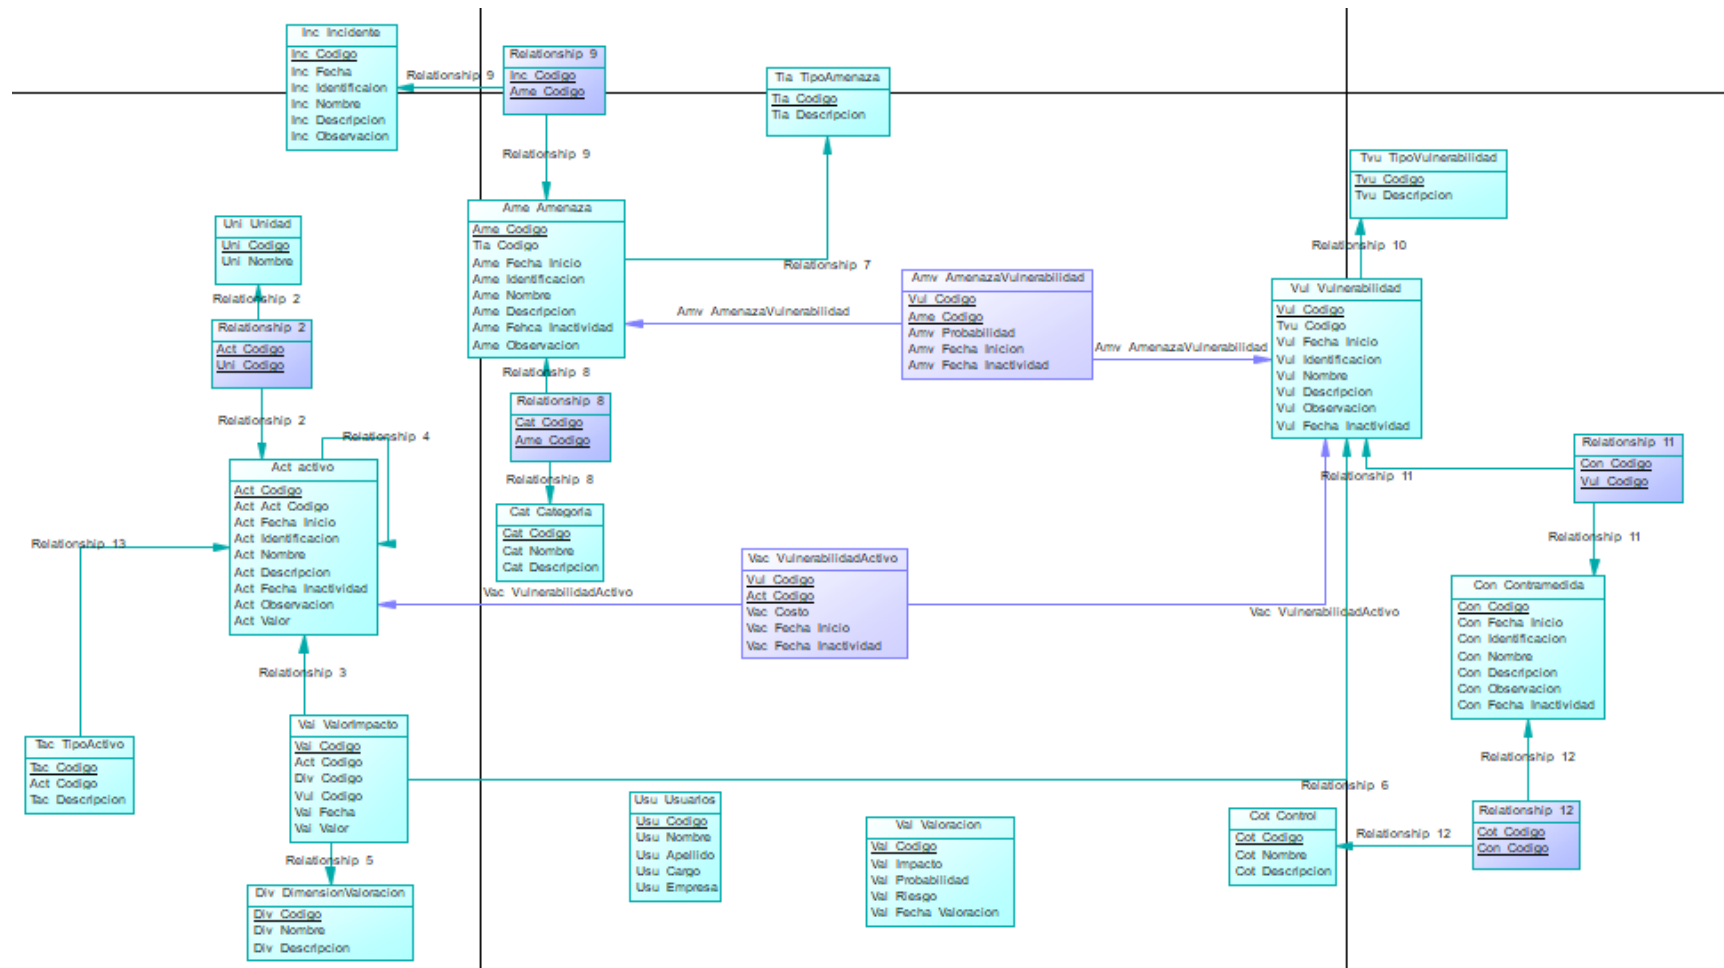 Inc Incidente
Inc Codigo
Inc Fecha
Inc Identificaion
Inc Nombre
Inc Descripcion
Inc Observacion
Relationship 9
Relationship 9
Inc Codigo
Ame Codigo
Relationship 9
Tia TipoAmenaza
Tia Codigo
Tia Descripcion
Tvu TipoVulnerabilidad
Tvu Codigo
Tvu Descripcion
Relationship 10
Uni Unidad
Uni Codigo
Uni Nombre
Relationship 2
Relationship 2
Act Codigo
Uni Codigo
Relationship 2
Ame Amenaza
Ame Codigo
Tia Codigo
Ame Fecha Inicio
Ame Identificacion
Ame Nombre
Ame Descripcion
Ame Fehca Inactividad
Ame Observacion
Relationship 7
Amv AmenazaVulnerabilidad
Amv AmenazaVulnerabilidad
Vul Codigo
Ame Codigo
Amv Probabilidad
Amv Fecha Inicion
Amv Fecha Inactividad
Amv AmenazaVulnerabilidad
Vul Vulnerabilidad
Vul Codigo
Tvu Codigo
Vul Fecha Inicio
Vul Identificacion
Vul Nombre
Vul Descripcion
Vul Observacion
Vul Fecha Inactividad
Relationship 8
Relationship 8
Cat Codigo
Ame Codigo
Relationship 8
Cat Categoria
Cat Codigo
Cat Nombre
Cat Descripcion
Relationship 4
Act activo
Act Codigo
Act Act Codigo
Act Fecha Inicio
Act Identificacion
Act Nombre
Act Descripcion
Act Fecha Inactividad
Act Observacion
Act Valor
Relationship 13
Relationship 11
Relationship 11
Con Codigo
Vul Codigo
Relationship 11
Vac VulnerabilidadActivo
Vac VulnerabilidadActivo
Vul Codigo
Act Codigo
Vac Costo
Vac Fecha Inicio
Vac Fecha Inactividad
Vac VulnerabilidadActivo
Con Contramedida
Con Codigo
Con Fecha Inicio
Con Identificacion
Con Nombre
Con Descripcion
Con Observacion
Con Fecha Inactividad
Relationship 3
Tac TipoActivo
Tac Codigo
Act Codigo
Tac Descripcion
Vai ValorImpacto
Vai Codigo
Act Codigo
Div Codigo
Vul Codigo
Vai Fecha
Vai Valor
Relationship 5
Div DimensionValoracion
Div Codigo
Div Nombre
Div Descripcion
Usu Usuarios
Usu Codigo
Usu Nombre
Usu Apellido
Usu Cargo
Usu Empresa
Val Valoracion
Val Codigo
Val Impacto
Val Probabilidad
Val Riesgo
Val Fecha Valoracion
Relationship 6
Cot Control
Cot Codigo
Cot Nombre
Cot Descripcion
Relationship 12
Relationship 12
Relationship 12
Cot Codigo
Con Codigo